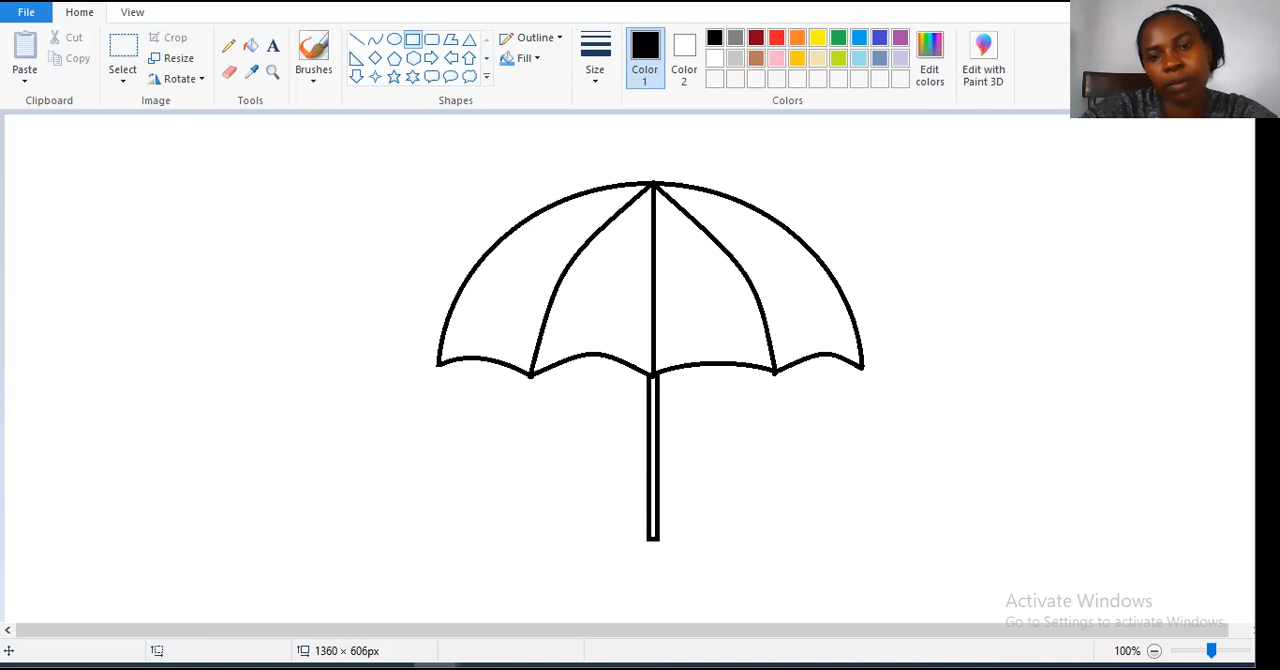 File Home View
Cut
Copy
Paste
Clipboard
Select
Crop
Resize
Rotate
Image
Tools
Brushes
Shapes
Outline
Fill
Size
Color 1
Color 2
Colors
Edit colors
Edit with Paint 3D
Activate Windows
Go to Settings to activate Windows.
1360 × 606px
100%